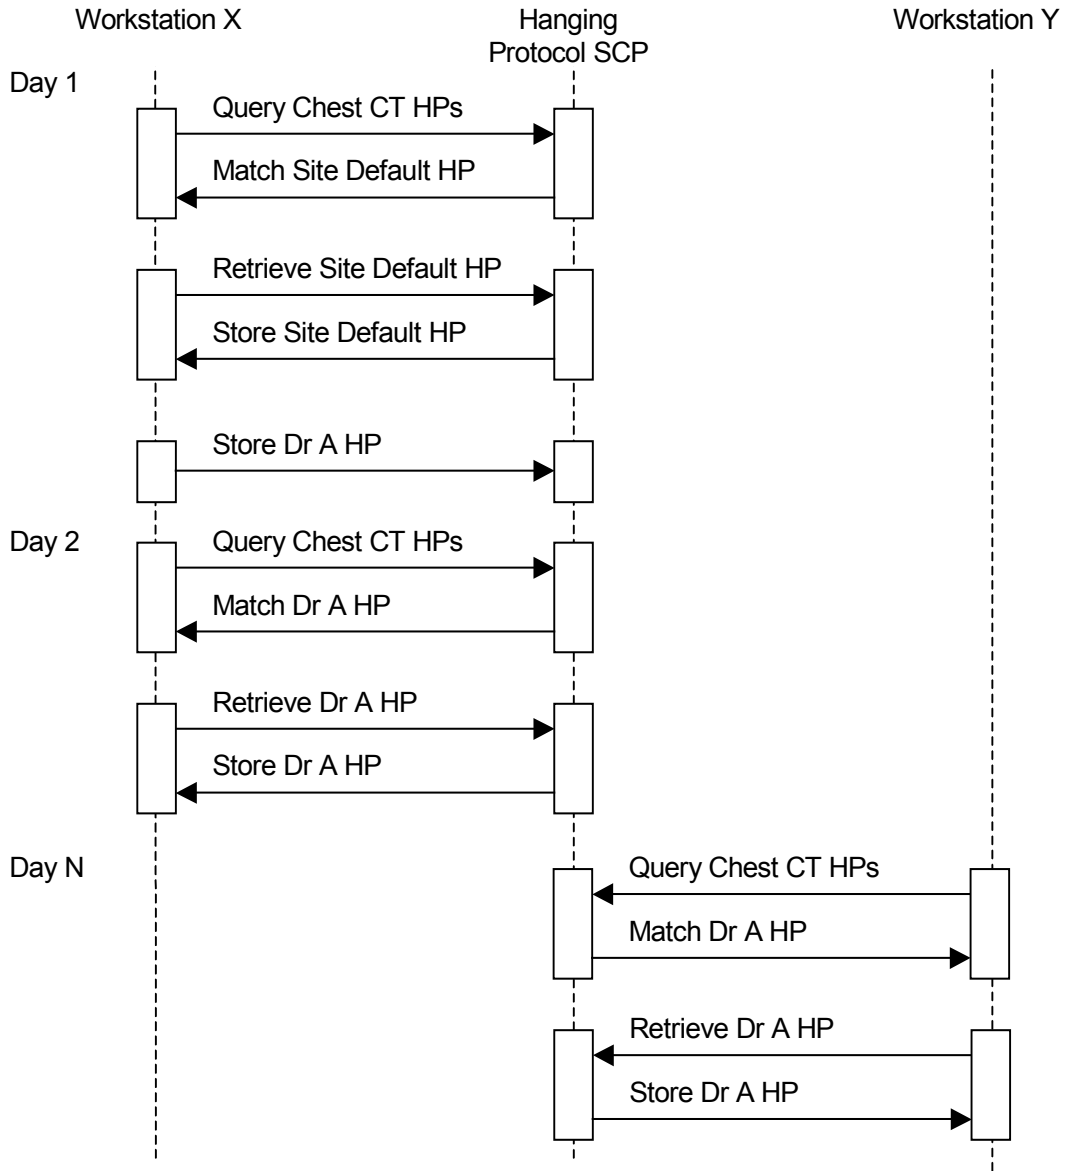 Workstation X
Hanging
Protocol SCP
Workstation Y
Day 1
Query Chest CT HPs
Match Site Default HP
Retrieve Site Default HP
Store Site Default HP
Store Dr A HP
Day 2
Query Chest CT HPs
Match Dr A HP
Retrieve Dr A HP
Store Dr A HP
Day N
Query Chest CT HPs
Match Dr A HP
Retrieve Dr A HP
Store Dr A HP